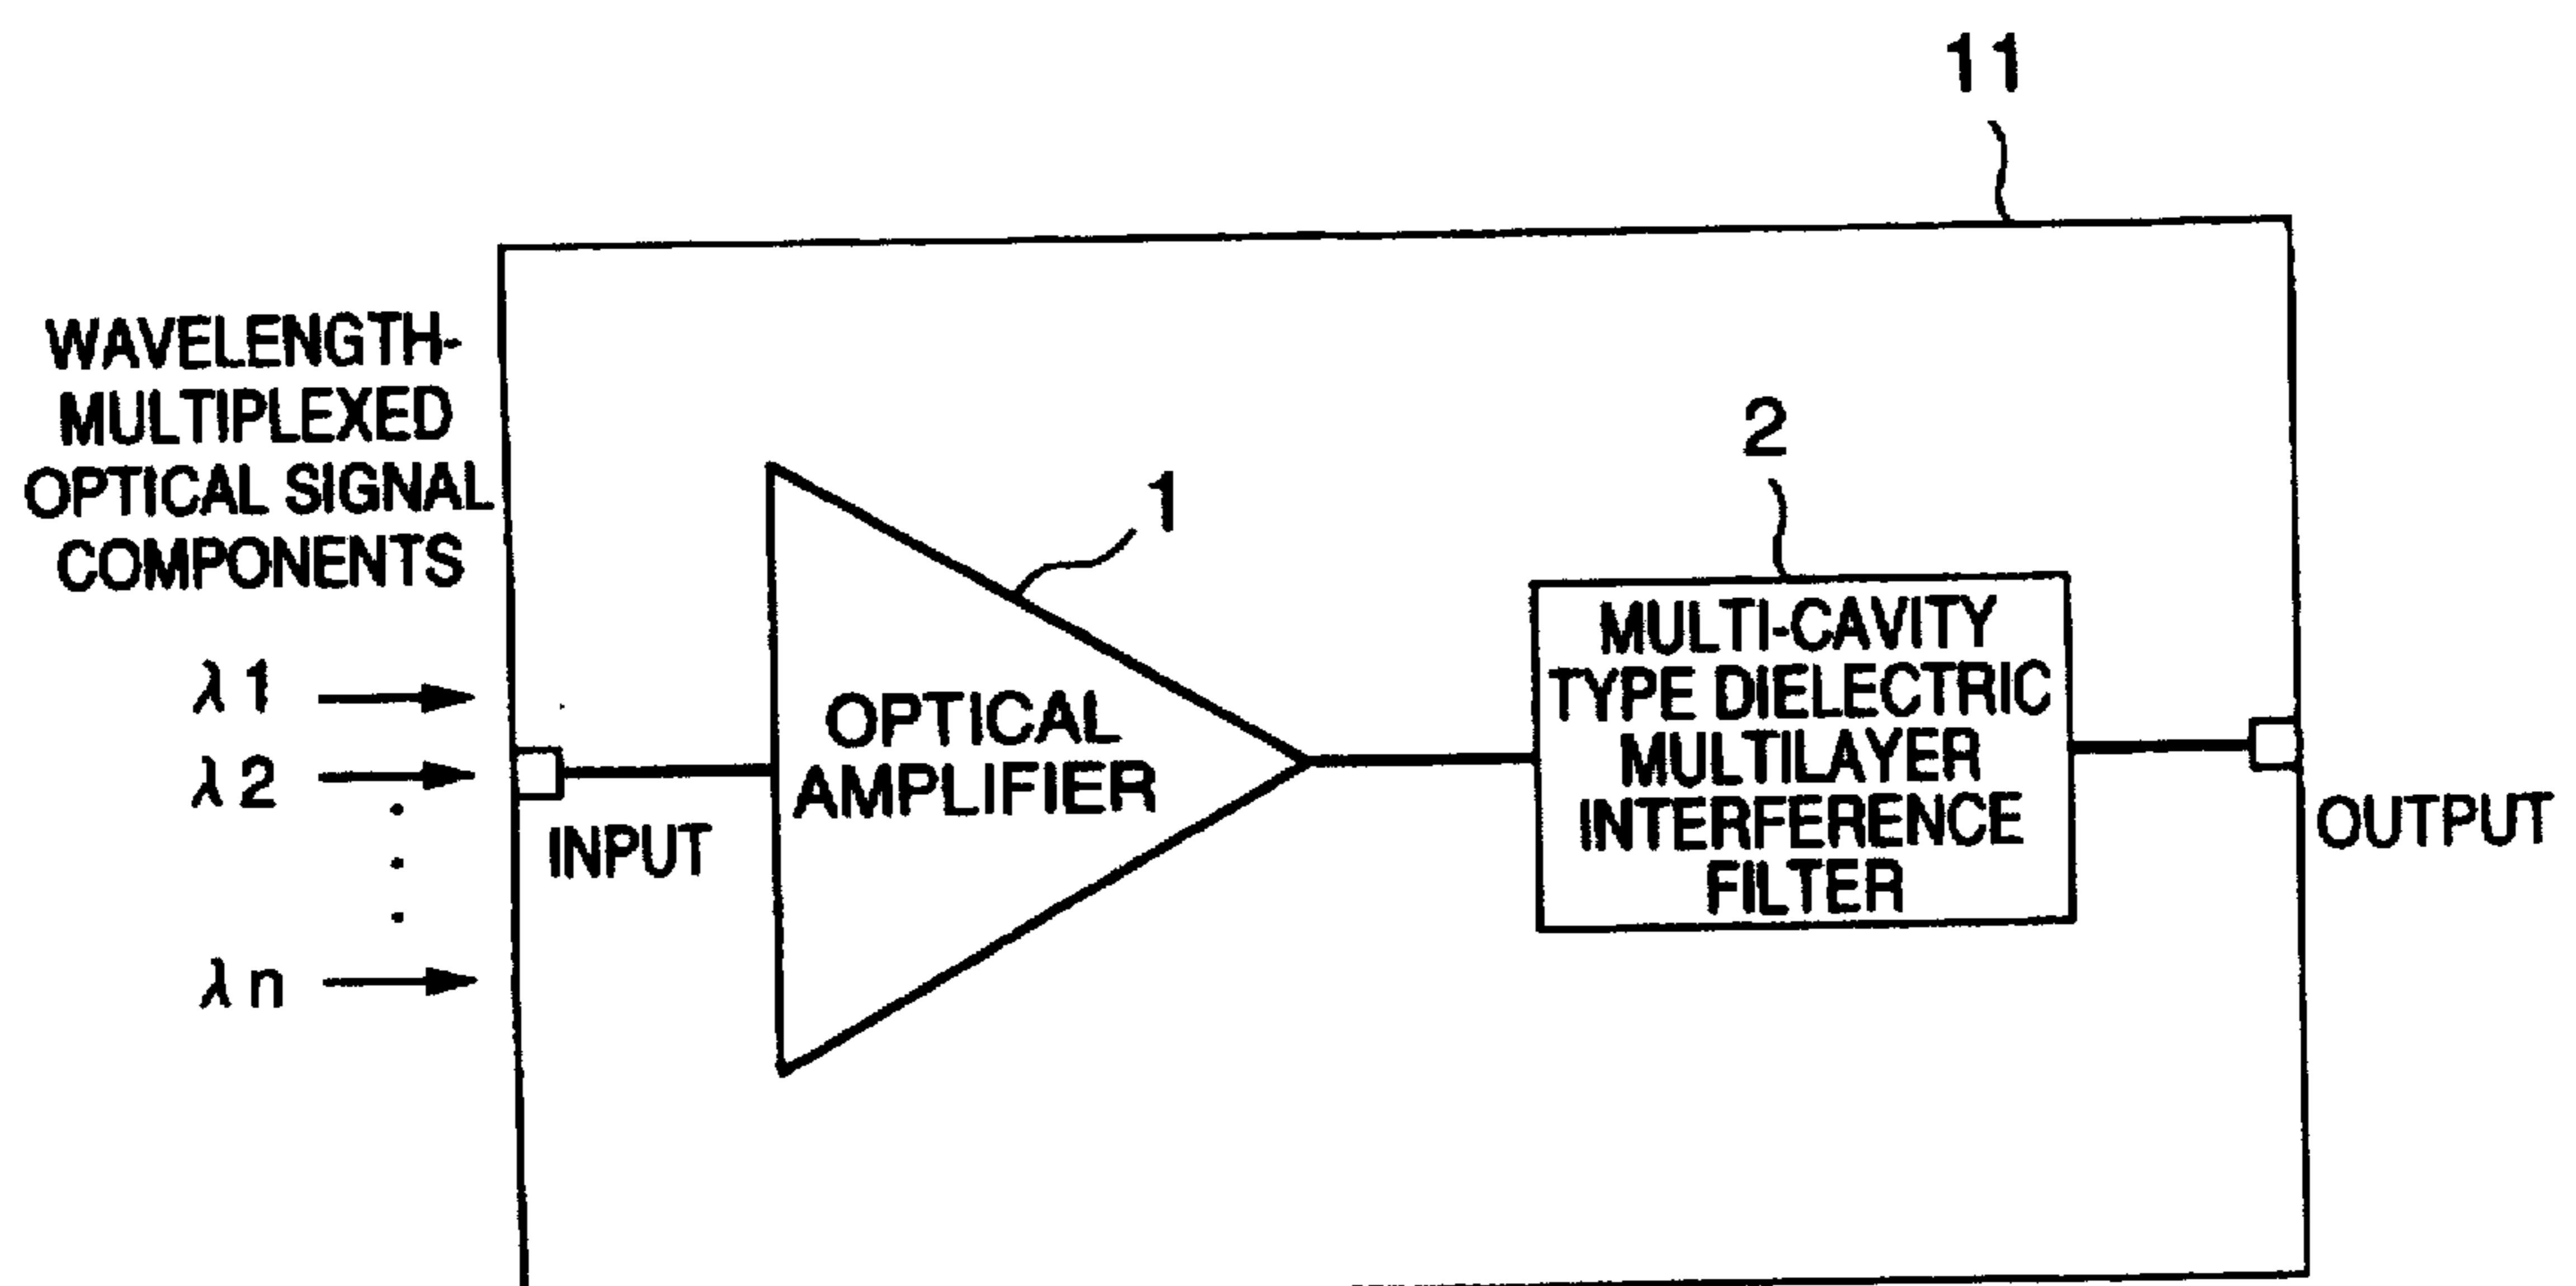 11
WAVELENGTH-
MULTIPLEXED
OPTICAL SIGNAL
COMPONENTS
λ1
λ2
λn
INPUT
1
OPTICAL
AMPLIFIER
2
MULTI-CAVITY
TYPE DIELECTRIC
MULTILAYER
INTERFERENCE
FILTER
OUTPUT